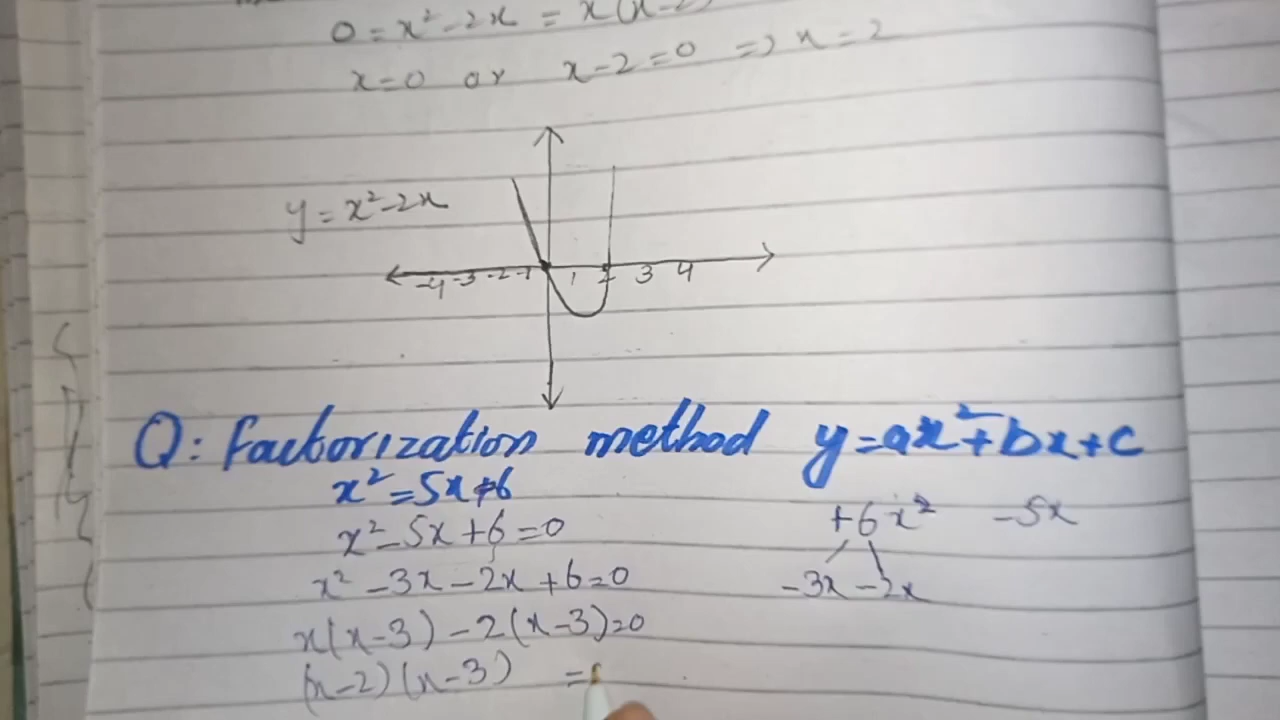 0 = x² - 2x = x(x-2)
x=0 or x-2=0 => x=2
y = x²-2x
-4 -3 -2 -1 1 2 3 4
Q: factorization method y=ax²+bx+c
x² = 5x-6
x² - 5x + 6 = 0
+6x² -5x
x² - 3x - 2x + 6 = 0
-3x -2x
x(x-3) - 2(x-3) = 0
(x-2)(x-3) =